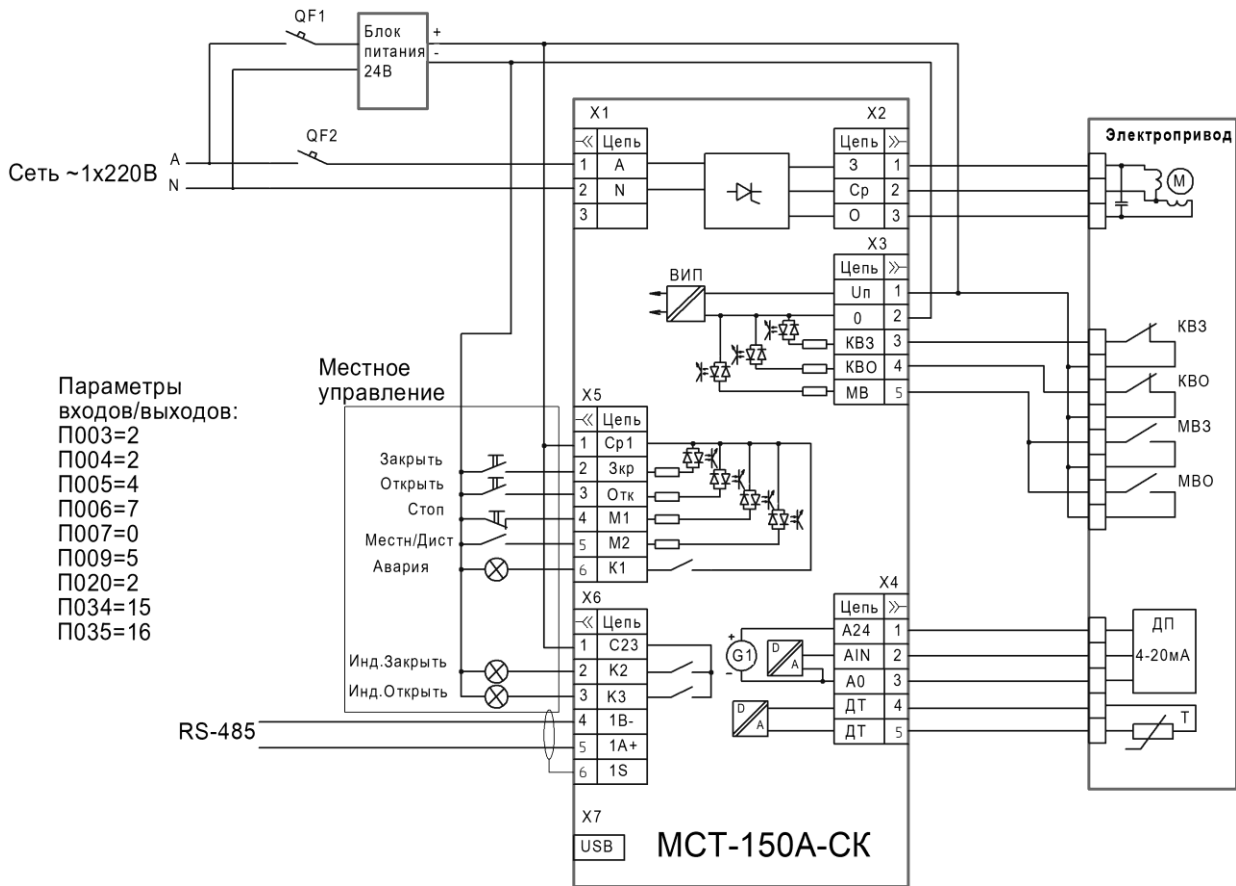 QF1
Блок
питания
24В
+
-
QF2
Сеть ~1х220В
A
N
X1
Цепь
1 A
2 N
3
X2
Цепь
З 1
Ср 2
О 3
Электропривод
M
X3
Цепь
Uп 1
0 2
КВЗ 3
КВО 4
МВ 5
ВИП
КВЗ
КВО
МВЗ
МВО
Параметры
входов/выходов:
П003=2
П004=2
П005=4
П006=7
П007=0
П009=5
П020=2
П034=15
П035=16
Местное
управление
Закрыть
Открыть
Стоп
Местн/Дист
Авария
Инд.Закрыть
Инд.Открыть
RS-485
X5
Цепь
1 Ср1
2 Зкр
3 Отк
4 М1
5 М2
6 К1
X6
Цепь
1 С23
2 К2
3 К3
4 1В-
5 1А+
6 1S
X4
Цепь
А24 1
AIN 2
А0 3
ДТ 4
ДТ 5
+
G1
-
D
A
D
A
ДП
4-20мА
Т
X7
USB
МСТ-150А-СК